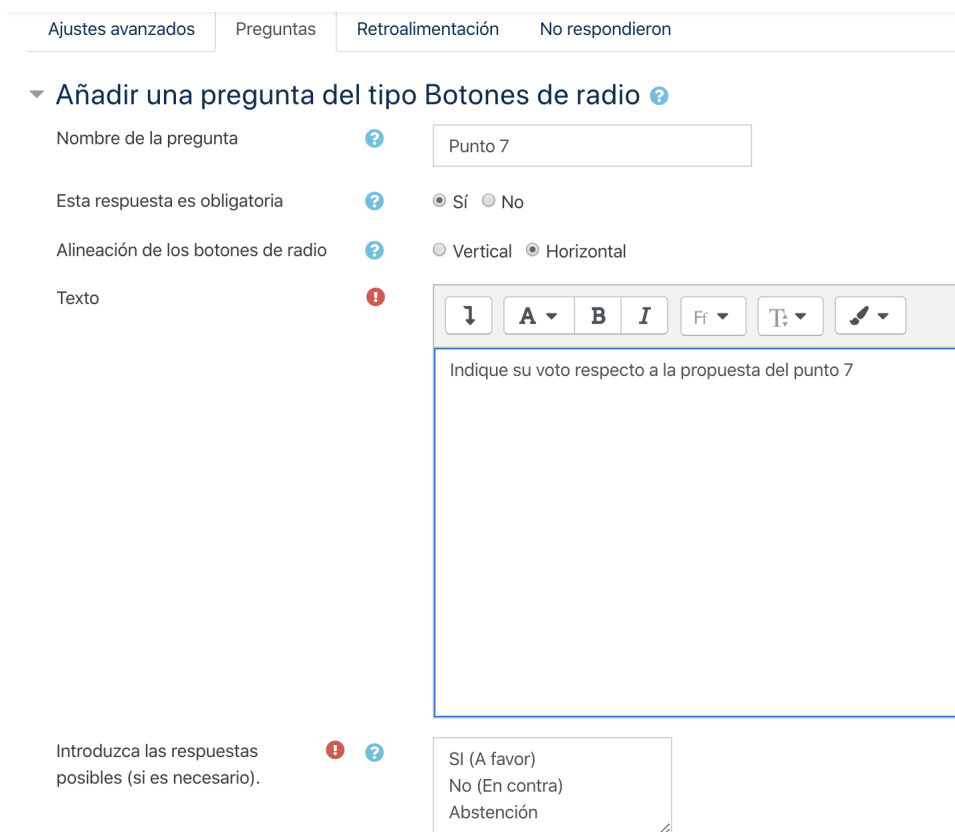 Ajustes avanzados Preguntas Retroalimentación No respondieron
Añadir una pregunta del tipo Botones de radio ?
Nombre de la pregunta ? Punto 7
Esta respuesta es obligatoria ? Sí No
Alineación de los botones de radio ? Vertical Horizontal
Texto !
A B I Ff T
Indique su voto respecto a la propuesta del punto 7
Introduzca las respuestas ! ?
posibles (si es necesario).
SI (A favor)
No (En contra)
Abstención